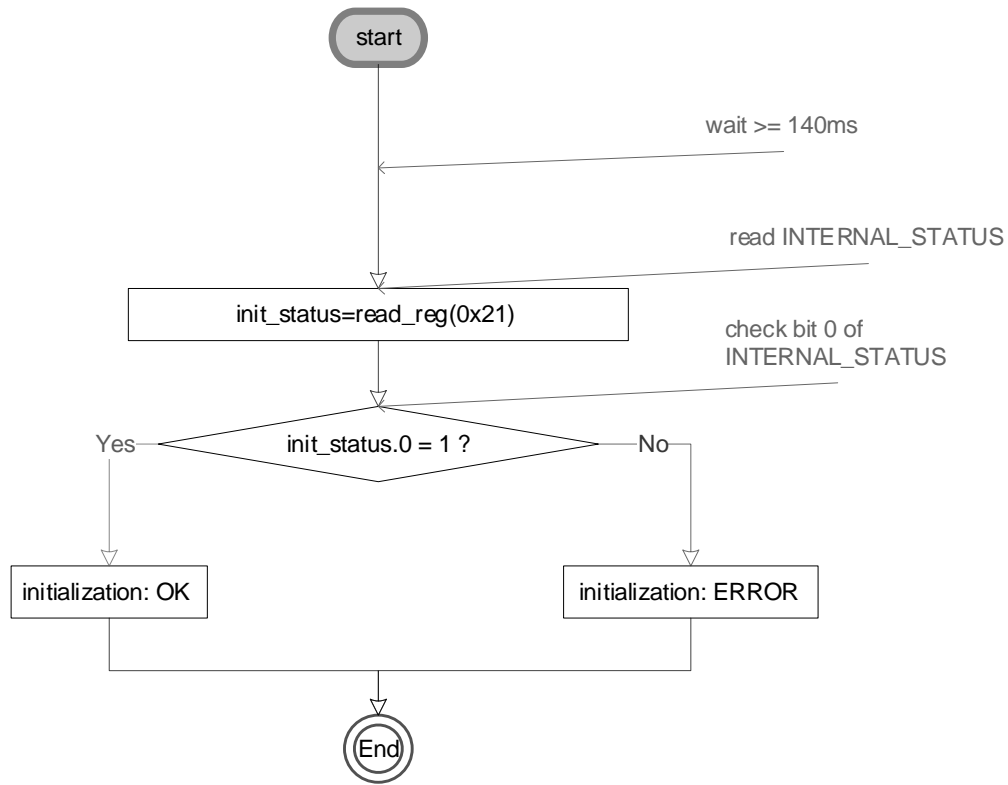 start
wait >= 140ms
read INTERNAL_STATUS
init_status=read_reg(0x21)
check bit 0 of
INTERNAL_STATUS
Yes
init_status.0 = 1 ?
No
initialization: OK
initialization: ERROR
End